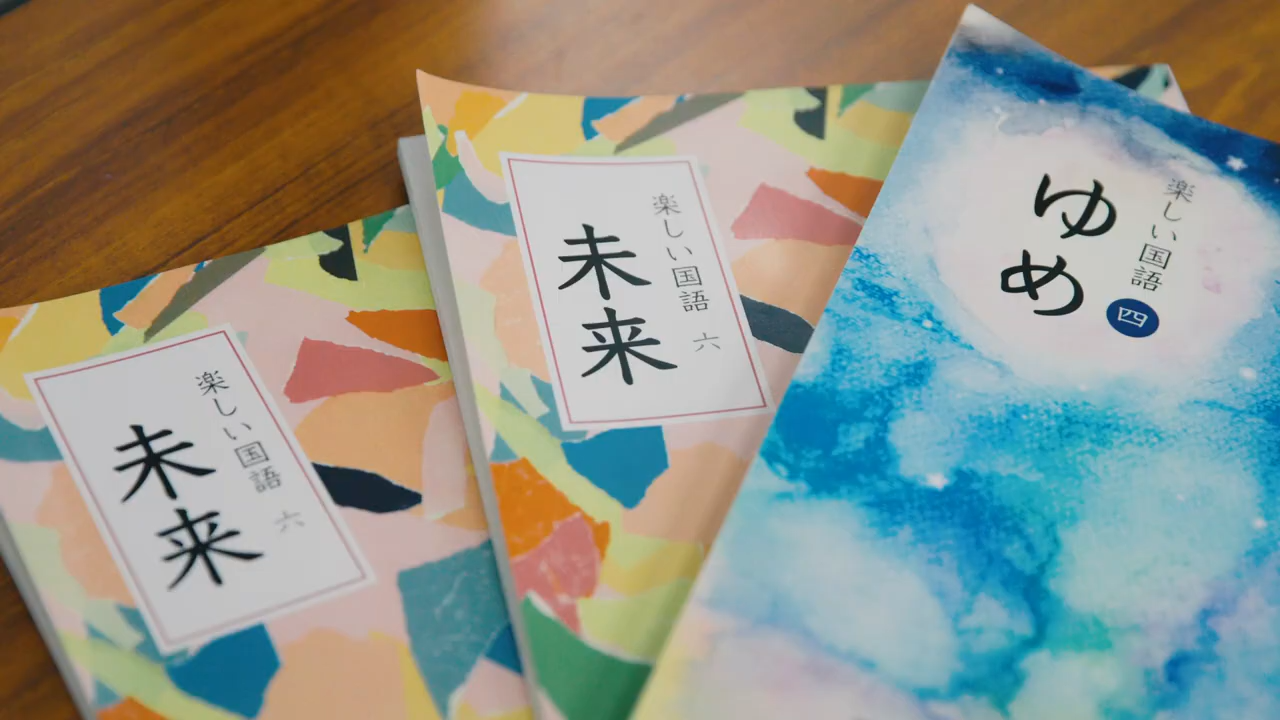 楽しい国語 六
未来
楽しい国語 六
未来
楽しい国語 四
ゆめ